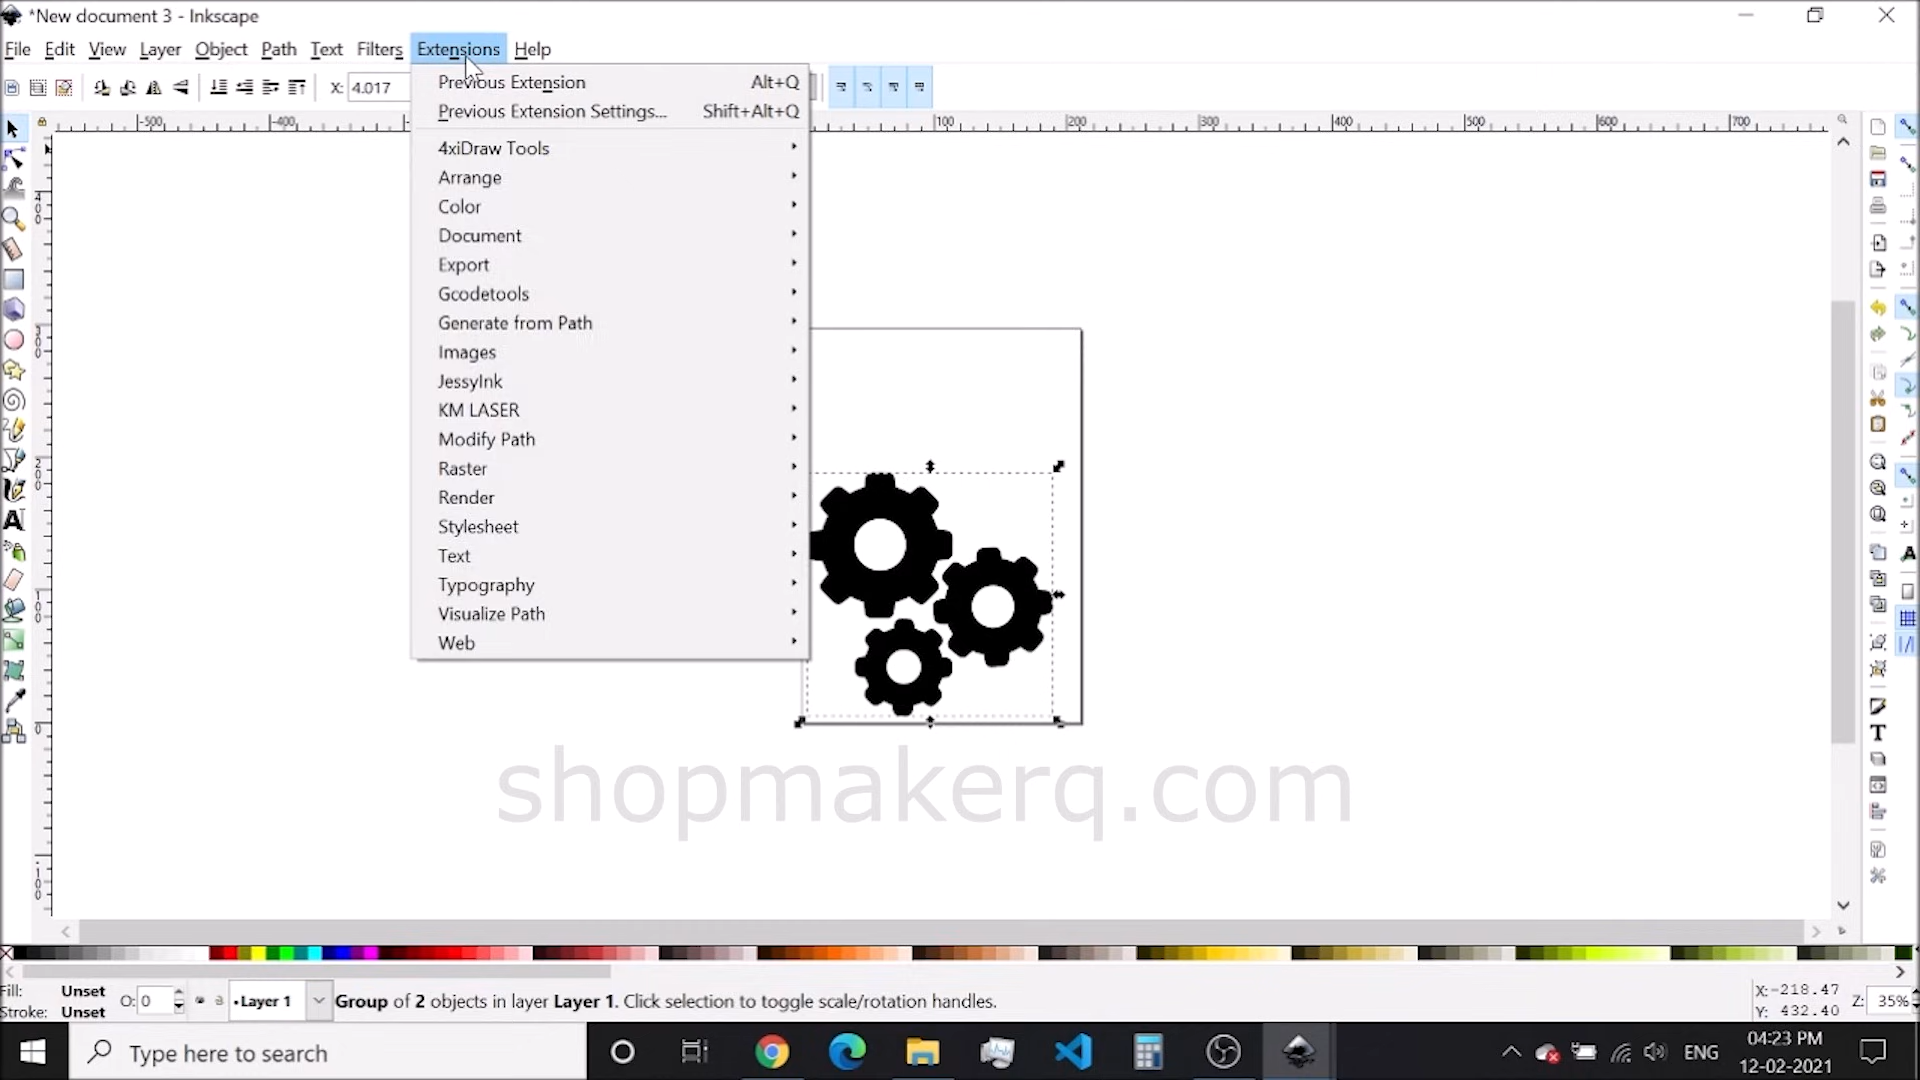 *New document 3 - Inkscape
File Edit View Layer Object Path Text Filters Extensions Help
X: 4.017
Previous Extension Alt+Q
Previous Extension Settings... Shift+Alt+Q
4xiDraw Tools
Arrange
Color
Document
Export
Gcodetools
Generate from Path
Images
JessyInk
KM LASER
Modify Path
Raster
Render
Stylesheet
Text
Typography
Visualize Path
Web
-500 -400 100 200 300 400 500 600 700
shopmakerq.com
Fill: Unset
Stroke: Unset
O: 0
•Layer 1
Group of 2 objects in layer Layer 1. Click selection to toggle scale/rotation handles.
X: -218.47
Y: 432.40
Z: 35%
Type here to search
ENG
04:23 PM
12-02-2021